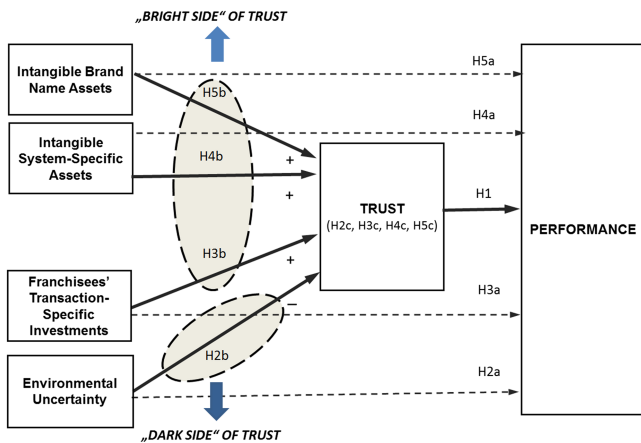 „BRIGHT SIDE“ OF TRUST
Intangible Brand
Name Assets
H5a
H5b
H4a
Intangible
System-Specific
Assets
H4b
+
+
TRUST
(H2c, H3c, H4c, H5c)
H1
PERFORMANCE
H3b
+
Franchisees’
Transaction-
Specific
Investments
H3a
–
H2b
Environmental
Uncertainty
H2a
„DARK SIDE“ OF TRUST